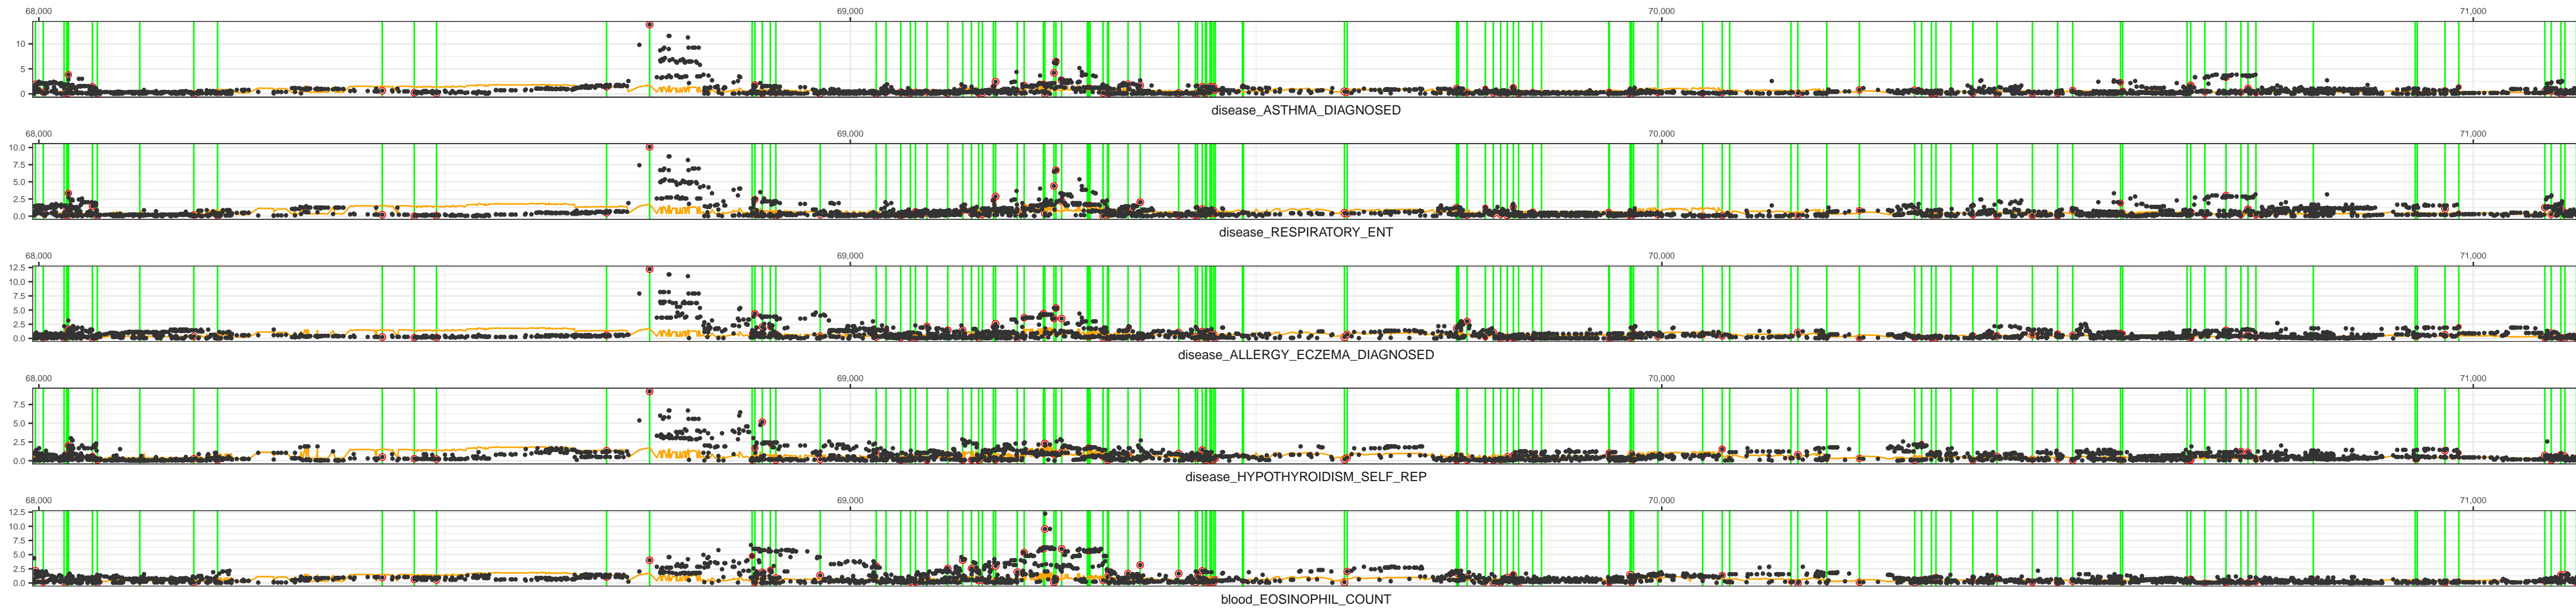 68,000 69,000 70,000 71,000
10
5
0
disease_ASTHMA_DIAGNOSED
68,000 69,000 70,000 71,000
10.0
7.5
5.0
2.5
0.0
disease_RESPIRATORY_ENT
68,000 69,000 70,000 71,000
12.5
10.0
7.5
5.0
2.5
0.0
disease_ALLERGY_ECZEMA_DIAGNOSED
68,000 69,000 70,000 71,000
7.5
5.0
2.5
0.0
disease_HYPOTHYROIDISM_SELF_REP
68,000 69,000 70,000 71,000
12.5
10.0
7.5
5.0
2.5
0.0
blood_EOSINOPHIL_COUNT